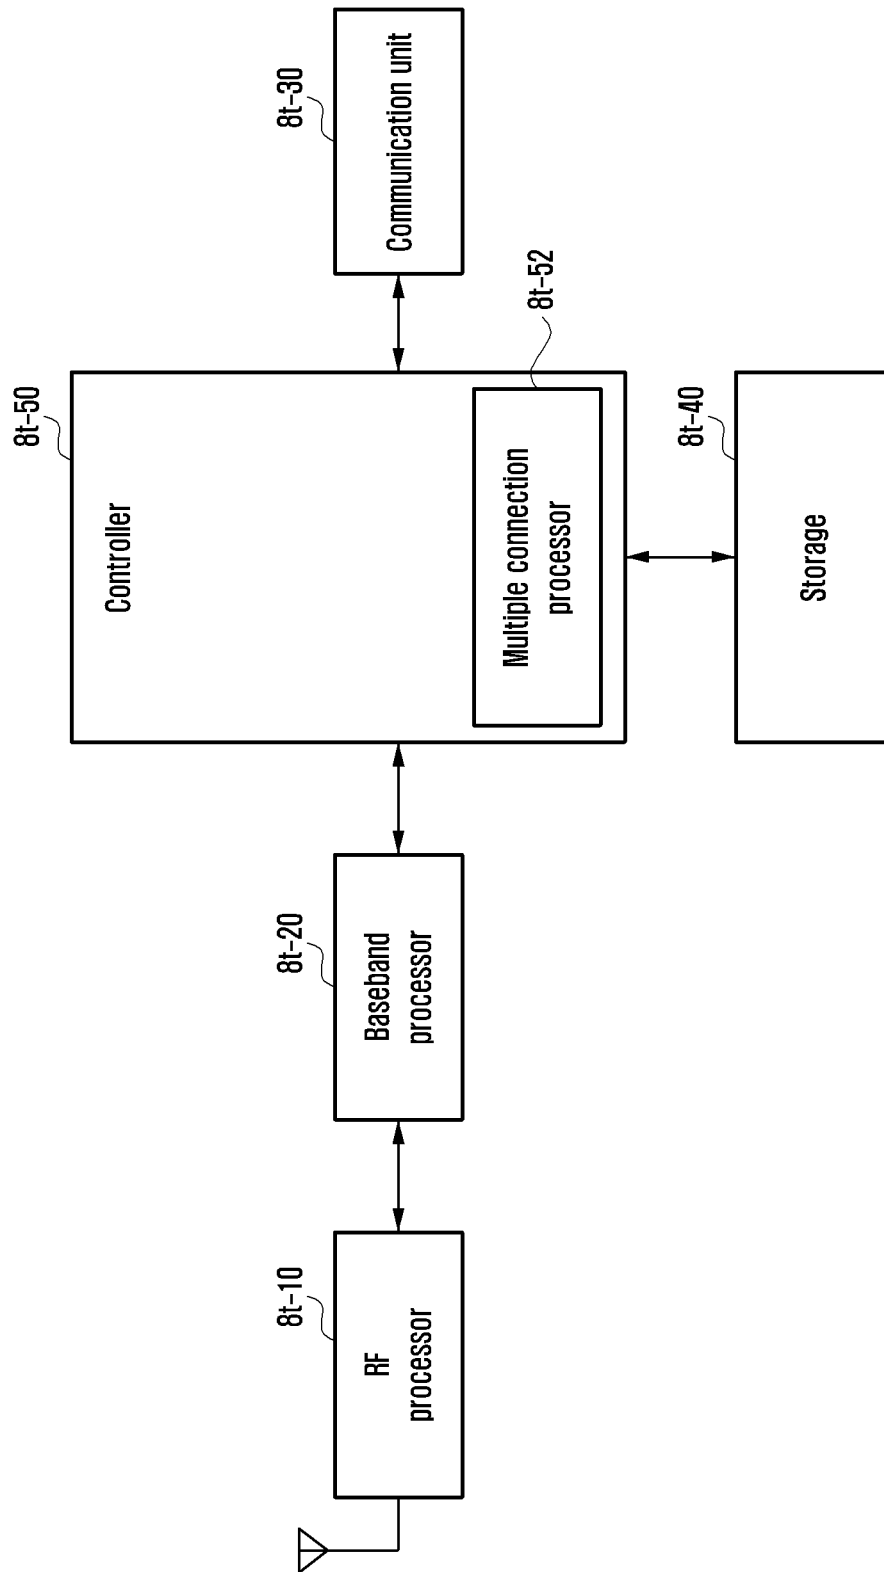 8t-10
RF
processor
8t-20
Baseband
processor
8t-50
Controller
8t-52
Multiple connection
processor
8t-30
Communication unit
8t-40
Storage